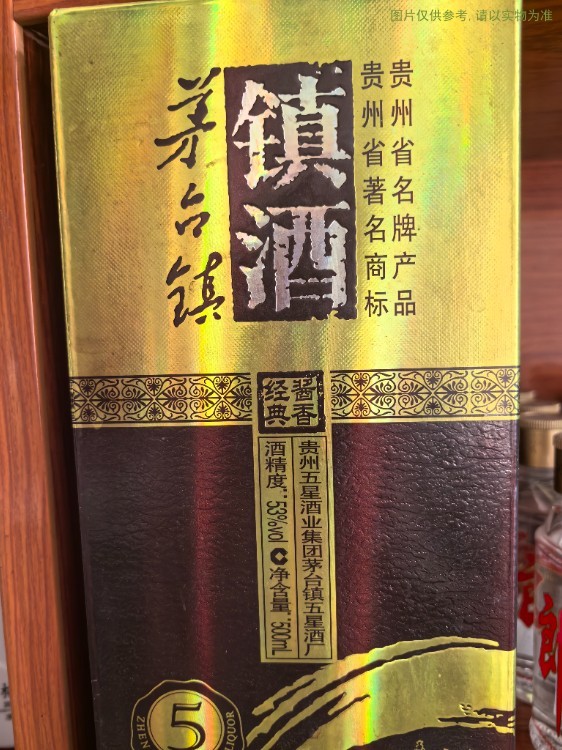 图片仅供参考,请以实物为准
贵州省名牌产品
贵州省著名商标
镇酒
茅台镇
酱香
经典
贵州五星酒业集团茅台镇五星酒厂
酒精度:53%vol 净含量:500mL
5
ZHEN
LIQUOR
郎